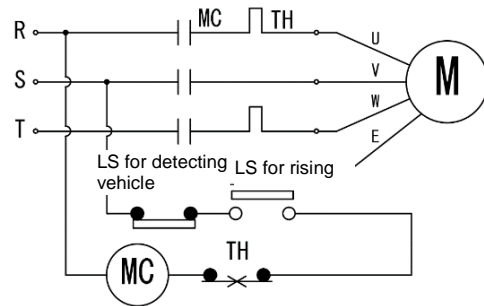 R MC TH U
S V M
T W
E
LS for detecting
vehicle
LS for rising
TH
MC